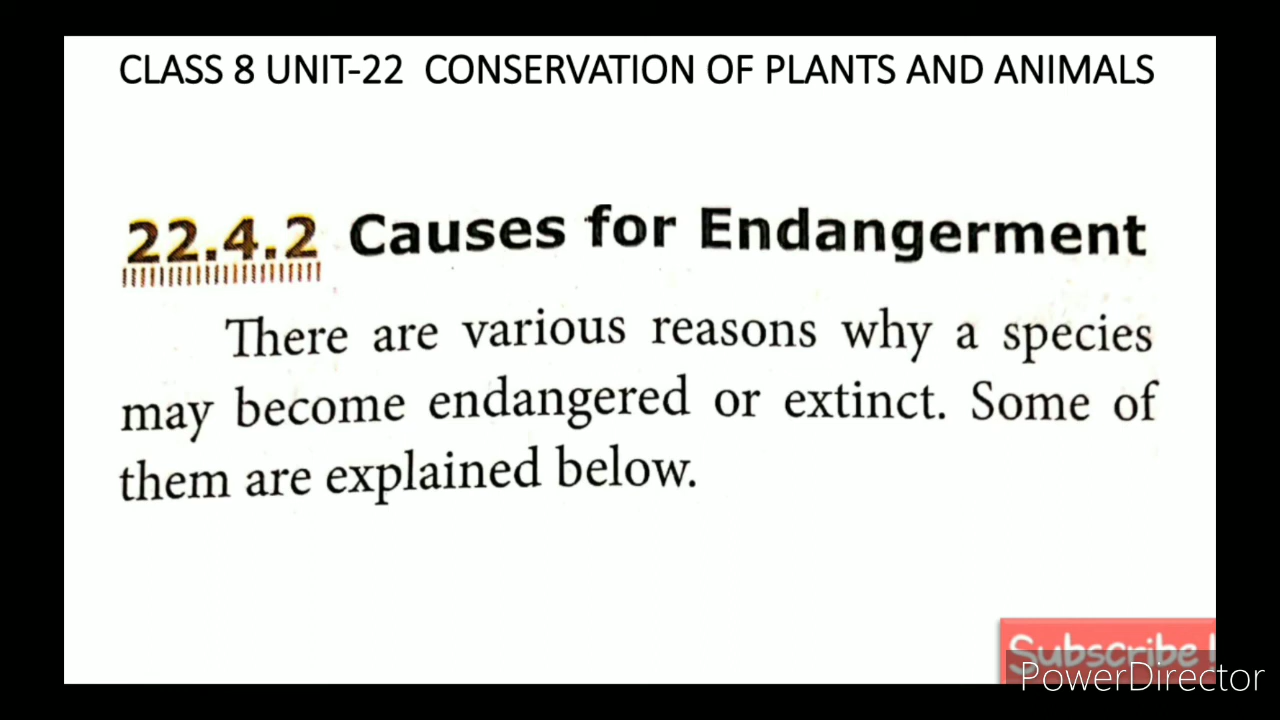 CLASS 8 UNIT-22 CONSERVATION OF PLANTS AND ANIMALS
22.4.2 Causes for Endangerment
There are various reasons why a species
may become endangered or extinct. Some of
them are explained below.
Subscribe !
PowerDirector